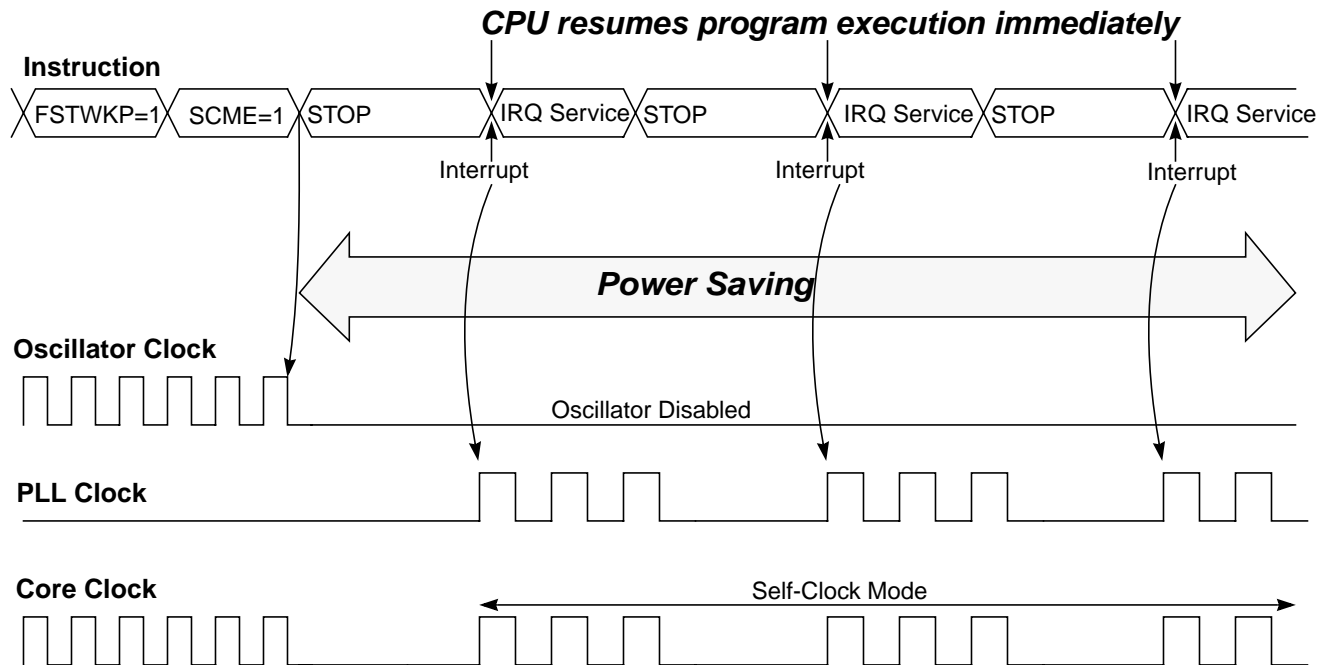 CPU resumes program execution immediately
Instruction
FSTWKP=1 SCME=1 STOP IRQ Service STOP IRQ Service STOP IRQ Service
Interrupt Interrupt Interrupt
Power Saving
Oscillator Clock
Oscillator Disabled
PLL Clock
Core Clock
Self-Clock Mode